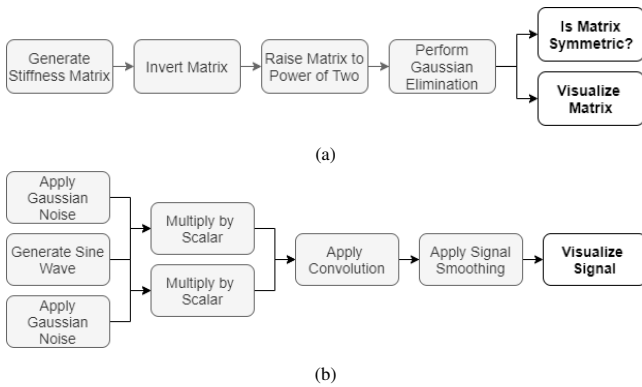 Generate
Stiffness Matrix
Invert Matrix
Raise Matrix to
Power of Two
Perform
Gaussian
Elimination
Is Matrix
Symmetric?
Visualize
Matrix
(a)
Apply
Gaussian
Noise
Generate Sine
Wave
Apply
Gaussian
Noise
Multiply by
Scalar
Multiply by
Scalar
Apply
Convolution
Apply Signal
Smoothing
Visualize
Signal
(b)